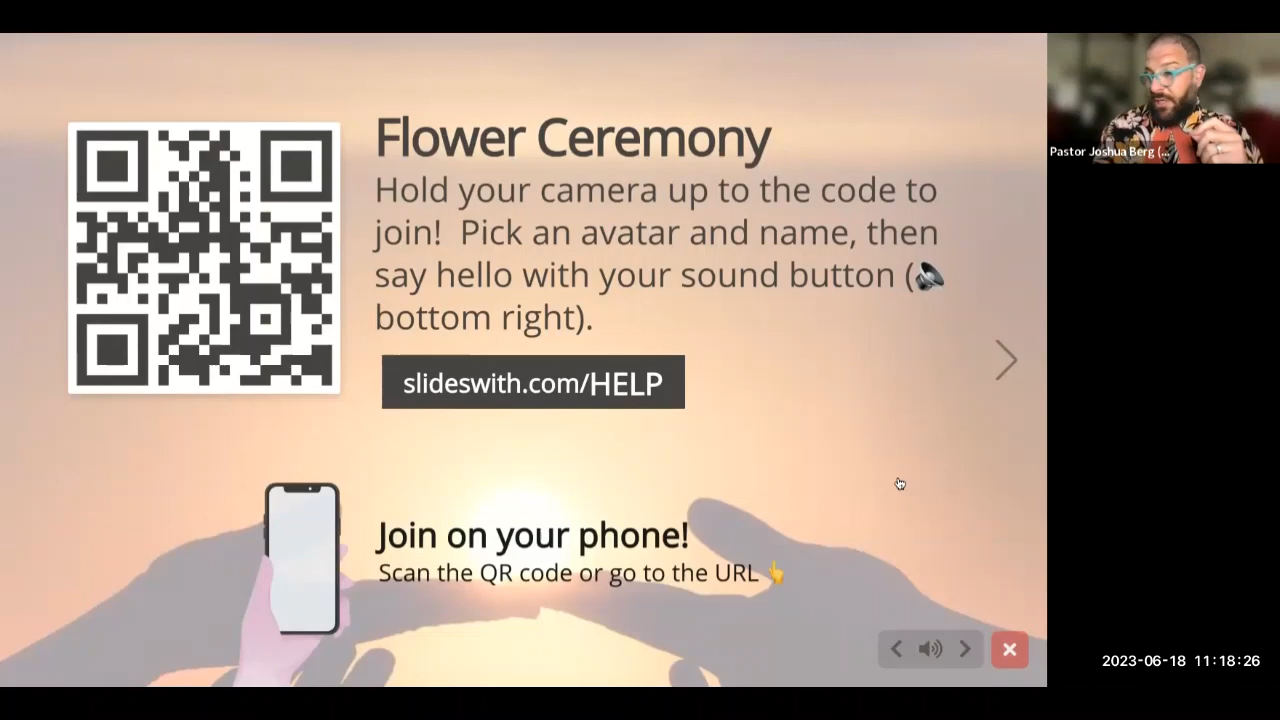 Flower Ceremony
Hold your camera up to the code to
join!  Pick an avatar and name, then
say hello with your sound button (🔊
bottom right).
slideswith.com/HELP
Join on your phone!
Scan the QR code or go to the URL 👆
Pastor Joshua Berg (...
2023-06-18 11:18:26